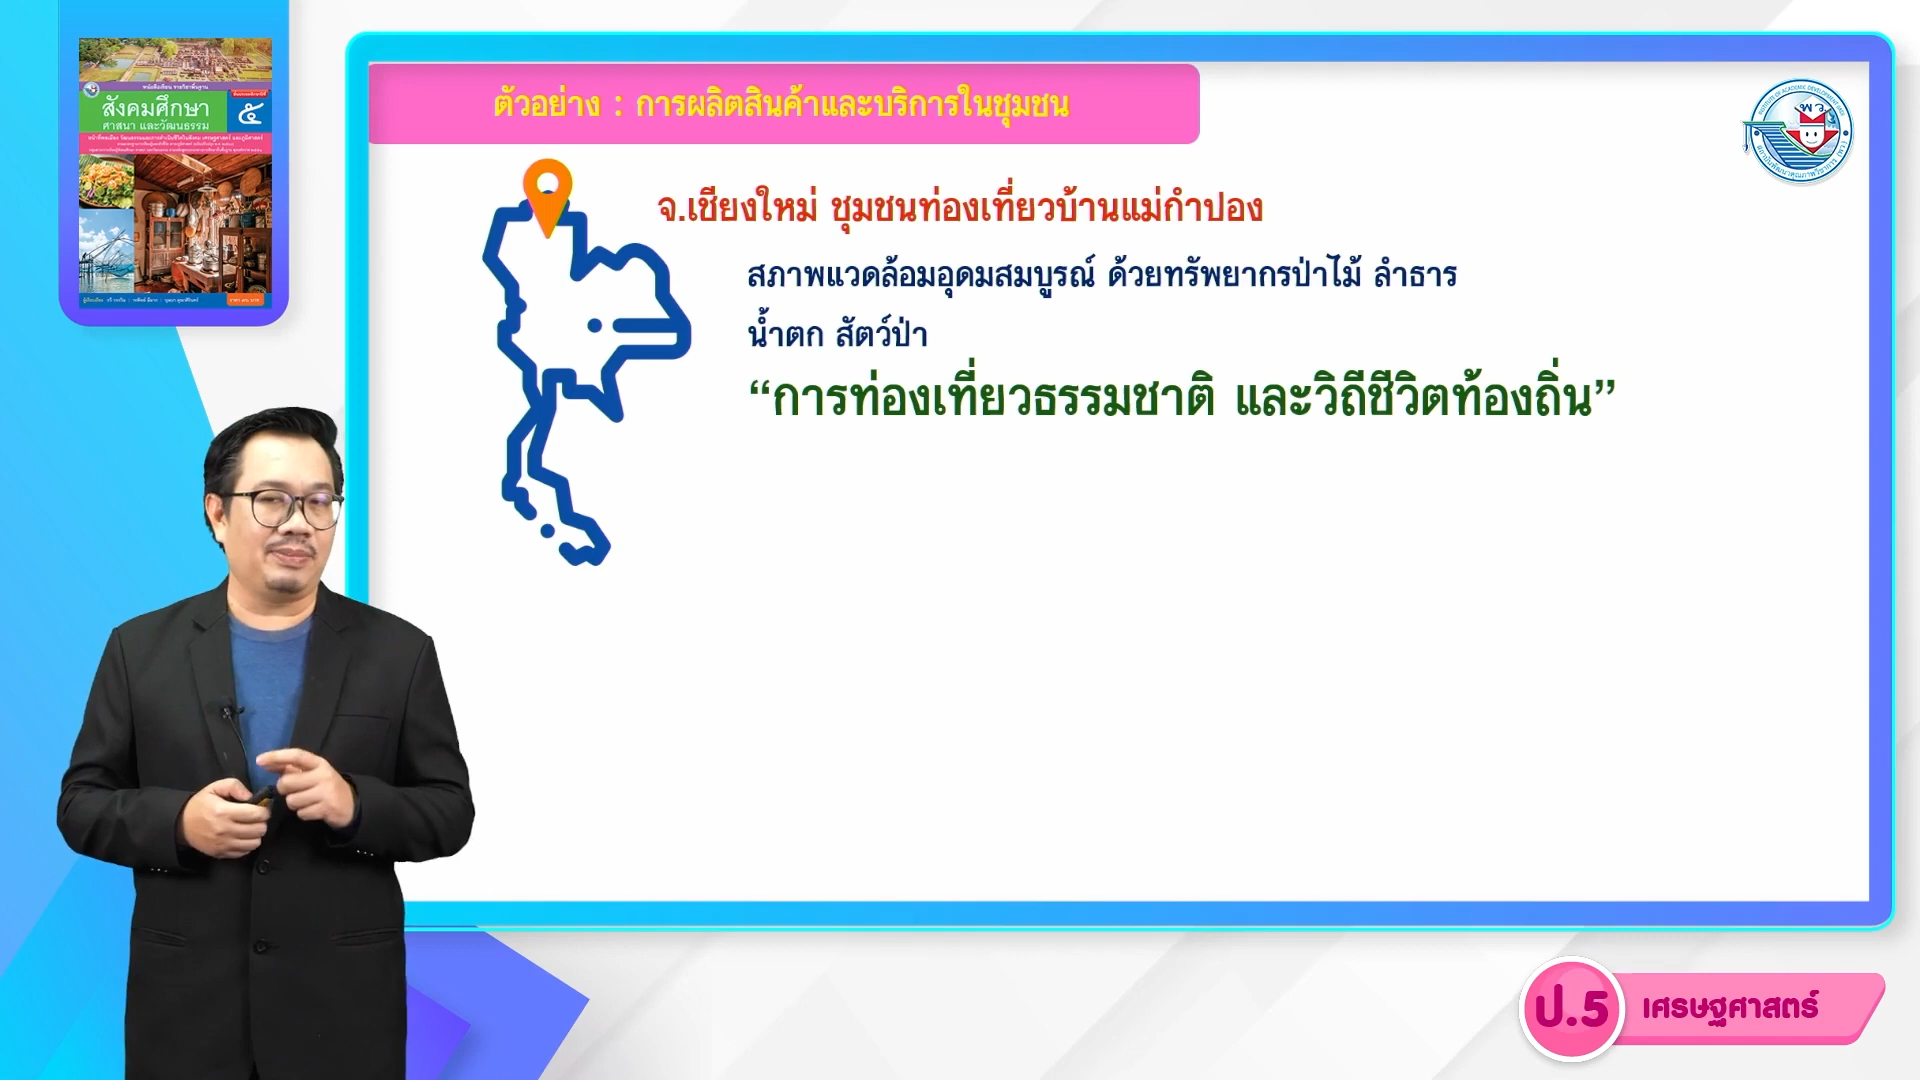 สังคมศึกษา
ศาสนา และวัฒนธรรม
๕
ตัวอย่าง : การผลิตสินค้าและบริการในชุมชน
พว.
จ.เชียงใหม่ ชุมชนท่องเที่ยวบ้านแม่กำปอง
สภาพแวดล้อมอุดมสมบูรณ์ ด้วยทรัพยากรป่าไม้ ลำธาร
น้ำตก สัตว์ป่า
“การท่องเที่ยวธรรมชาติ และวิถีชีวิตท้องถิ่น”
ป.5
เศรษฐศาสตร์